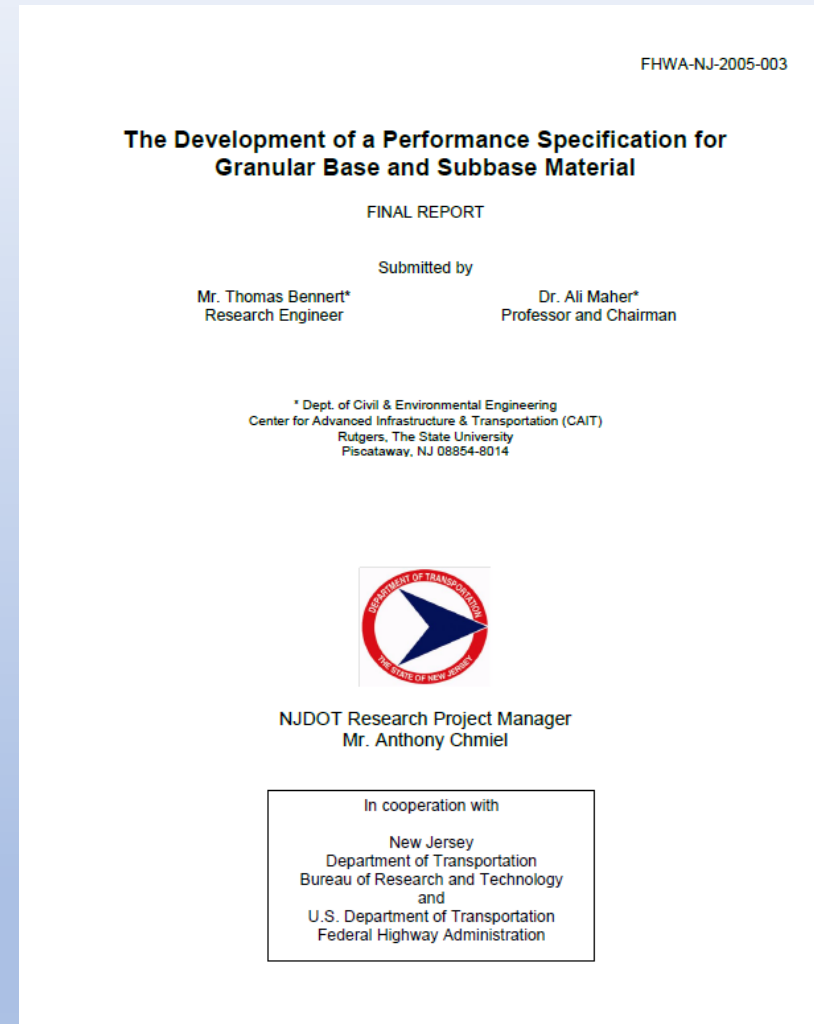 FHWA-NJ-2005-003
The Development of a Performance Specification for
Granular Base and Subbase Material
FINAL REPORT
Submitted by
Mr. Thomas Bennert*
Research Engineer
Dr. Ali Maher*
Professor and Chairman
* Dept. of Civil & Environmental Engineering
Center for Advanced Infrastructure & Transportation (CAIT)
Rutgers, The State University
Piscataway, NJ 08854-8014
DEPARTMENT OF TRANSPORTATION
THE STATE OF NEW JERSEY
NJDOT Research Project Manager
Mr. Anthony Chmiel
In cooperation with
New Jersey
Department of Transportation
Bureau of Research and Technology
and
U.S. Department of Transportation
Federal Highway Administration